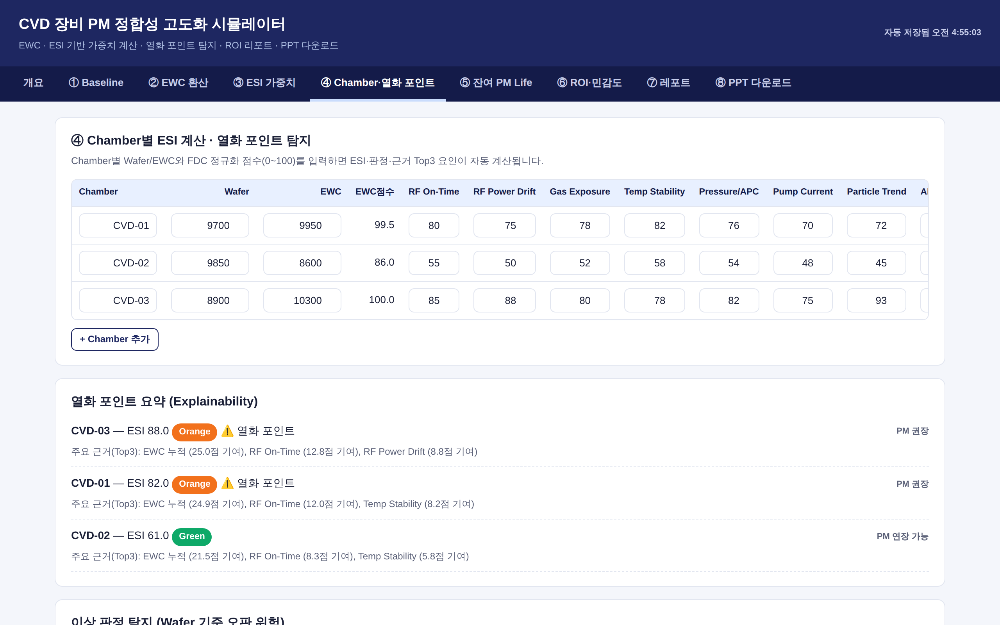 CVD 장비 PM 정합성 고도화 시뮬레이터
EWC · ESI 기반 가중치 계산 · 열화 포인트 탐지 · ROI 리포트 · PPT 다운로드
자동 저장됨 오전 4:55:03
개요 ① Baseline ② EWC 환산 ③ ESI 가중치 ④ Chamber·열화 포인트 ⑤ 잔여 PM Life ⑥ ROI·민감도 ⑦ 레포트 ⑧ PPT 다운로드
④ Chamber별 ESI 계산 · 열화 포인트 탐지
Chamber별 Wafer/EWC와 FDC 정규화 점수(0~100)를 입력하면 ESI·판정·근거 Top3 요인이 자동 계산됩니다.
Chamber Wafer EWC EWC점수 RF On-Time RF Power Drift Gas Exposure Temp Stability Pressure/APC Pump Current Particle Trend
CVD-01 9700 9950 99.5 80 75 78 82 76 70 72
CVD-02 9850 8600 86.0 55 50 52 58 54 48 45
CVD-03 8900 10300 100.0 85 88 80 78 82 75 93
+ Chamber 추가
열화 포인트 요약 (Explainability)
CVD-03 — ESI 88.0 Orange ⚠️ 열화 포인트 PM 권장
주요 근거(Top3): EWC 누적 (25.0점 기여), RF On-Time (12.8점 기여), RF Power Drift (8.8점 기여)
CVD-01 — ESI 82.0 Orange ⚠️ 열화 포인트 PM 권장
주요 근거(Top3): EWC 누적 (24.9점 기여), RF On-Time (12.0점 기여), Temp Stability (8.2점 기여)
CVD-02 — ESI 61.0 Green PM 연장 가능
주요 근거(Top3): EWC 누적 (21.5점 기여), RF On-Time (8.3점 기여), Temp Stability (5.8점 기여)
이상 판정 탐지 (Wafer 기준 오판 위험)